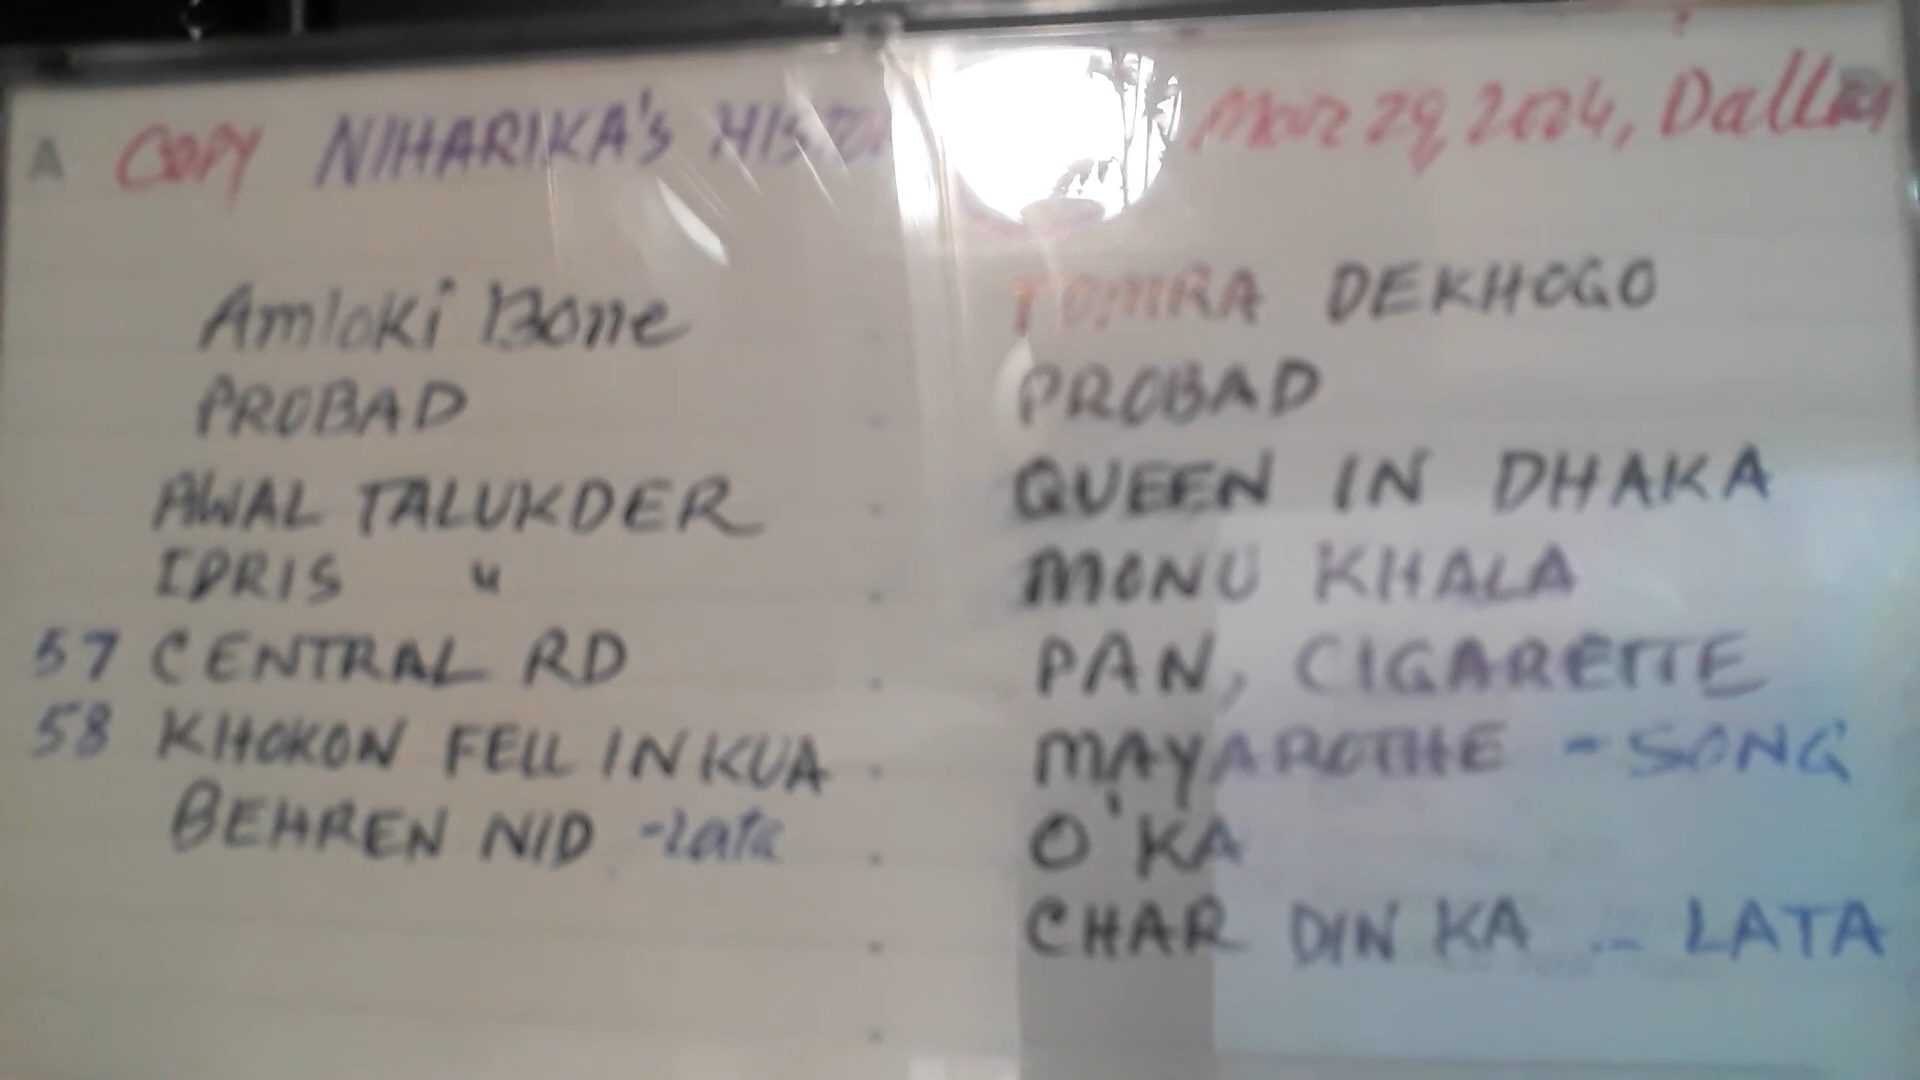 A COPY NIHARIKA'S Mar 29 2024, Dallas
Amloki Bone
PROBAD
AWAL TALUKDER
IDRIS "
57 CENTRAL RD
58 KHOKON FELL IN KUA
BEHREN NID - Lata
TOMRA DEKHOGO
PROBAD
QUEEN IN DHAKA
MONU KHALA
PAN, CIGARETTE
MAYAROTHE - SONG
O'KA
CHAR DIN KA - LATA